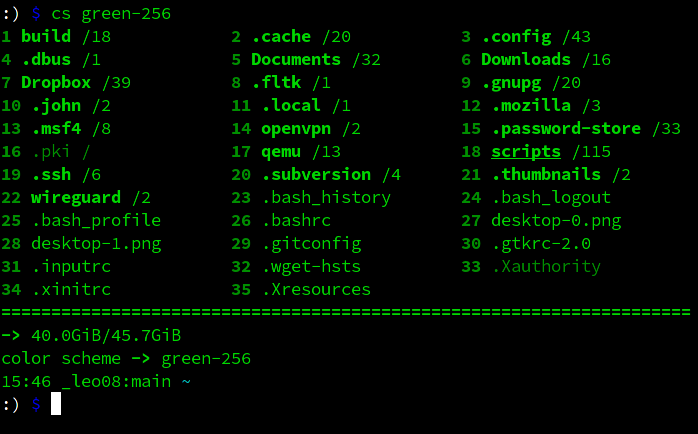 :) $ cs green-256
1 build /18 2 .cache /20 3 .config /43
4 .dbus /1 5 Documents /32 6 Downloads /16
7 Dropbox /39 8 .fltk /1 9 .gnupg /20
10 .john /2 11 .local /1 12 .mozilla /3
13 .msf4 /8 14 openvpn /2 15 .password-store /33
16 .pki / 17 qemu /13 18 scripts /115
19 .ssh /6 20 .subversion /4 21 .thumbnails /2
22 wireguard /2 23 .bash_history 24 .bash_logout
25 .bash_profile 26 .bashrc 27 desktop-0.png
28 desktop-1.png 29 .gitconfig 30 .gtkrc-2.0
31 .inputrc 32 .wget-hsts 33 .Xauthority
34 .xinitrc 35 .Xresources
=====================================================================
-> 40.0GiB/45.7GiB
color scheme -> green-256
15:46 _leo08:main ~
:) $